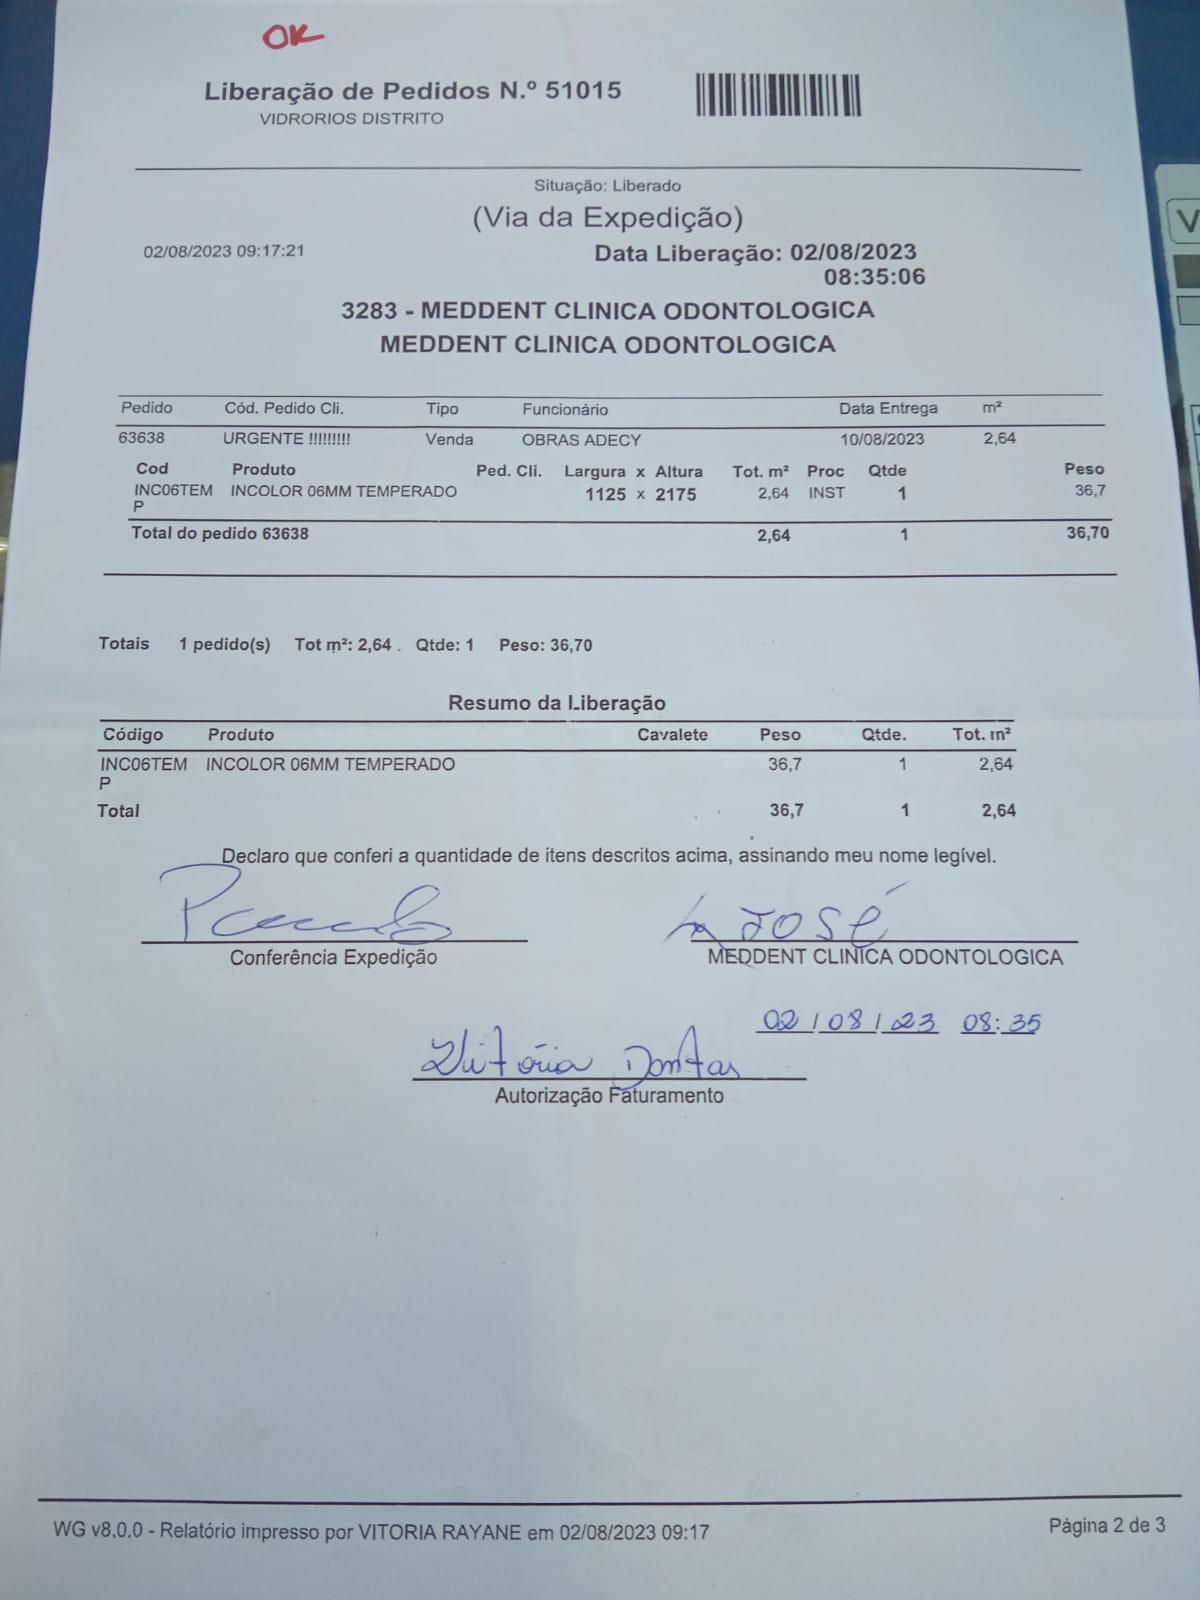 OK
Liberação de Pedidos N.º 51015
VIDRORIOS DISTRITO
Situação: Liberado
(Via da Expedição)
02/08/2023 09:17:21 Data Liberação: 02/08/2023
08:35:06
3283 - MEDDENT CLINICA ODONTOLOGICA
MEDDENT CLINICA ODONTOLOGICA
Pedido Cód. Pedido Cli. Tipo Funcionário Data Entrega m²
63638 URGENTE !!!!!!!!! Venda OBRAS ADECY 10/08/2023 2,64
Cod Produto Ped. Cli. Largura x Altura Tot. m² Proc Qtde Peso
INC06TEM INCOLOR 06MM TEMPERADO 1125 x 2175 2,64 INST 1 36,7
P
Total do pedido 63638 2,64 1 36,70
Totais 1 pedido(s) Tot m²: 2,64 . Qtde: 1 Peso: 36,70
Resumo da Liberação
Código Produto Cavalete Peso Qtde. Tot. m²
INC06TEM INCOLOR 06MM TEMPERADO 36,7 1 2,64
P
Total 36,7 1 2,64
Declaro que conferi a quantidade de itens descritos acima, assinando meu nome legível.
JOSÉ
Conferência Expedição MEDDENT CLINICA ODONTOLOGICA
02/08/23 08:35
Vitória Dantas
Autorização Faturamento
WG v8.0.0 - Relatório impresso por VITORIA RAYANE em 02/08/2023 09:17 Página 2 de 3